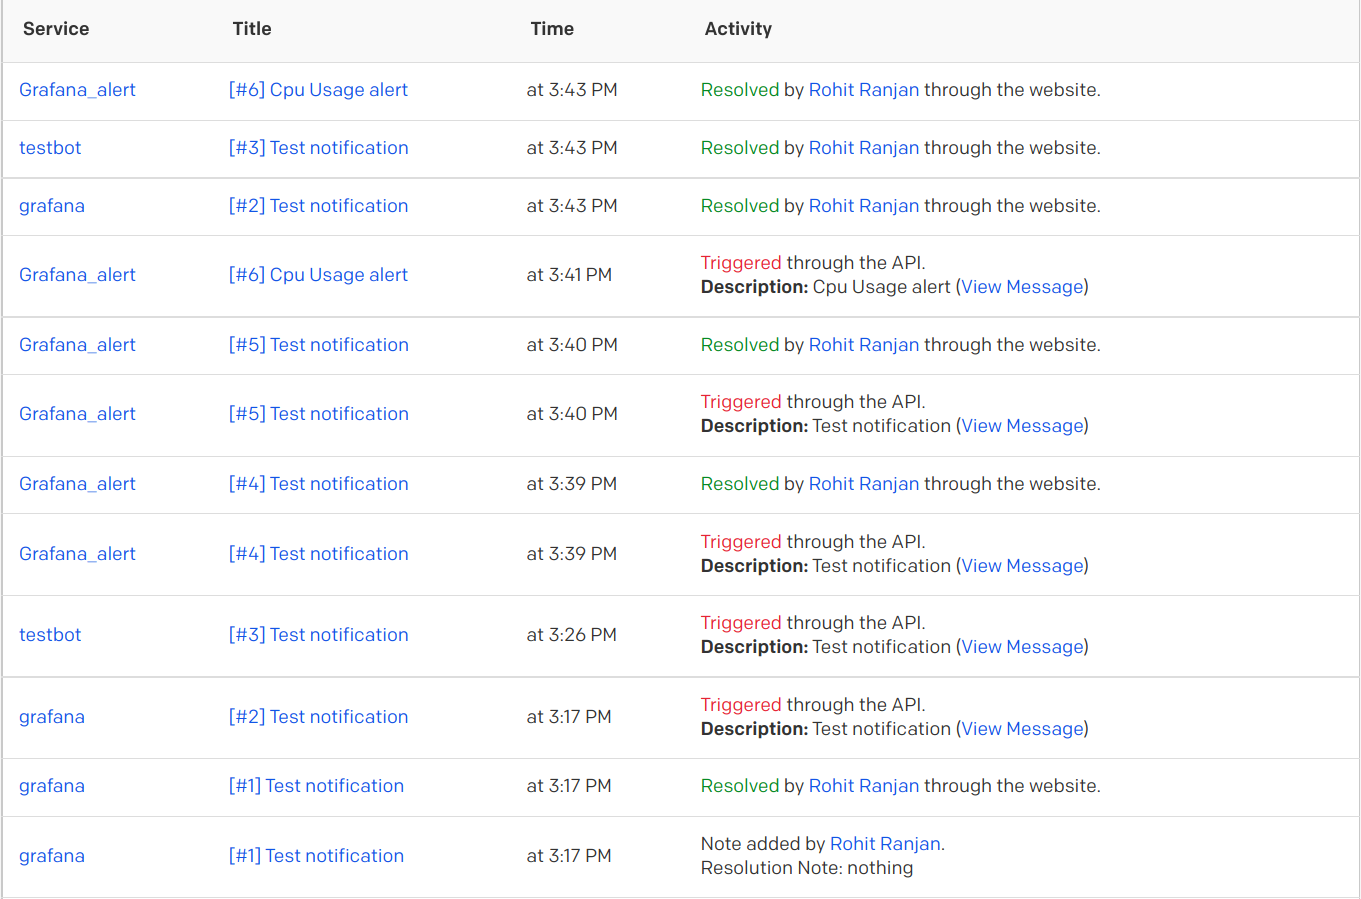 Service Title Time Activity
Grafana_alert [#6] Cpu Usage alert at 3:43 PM Resolved by Rohit Ranjan through the website.
testbot [#3] Test notification at 3:43 PM Resolved by Rohit Ranjan through the website.
grafana [#2] Test notification at 3:43 PM Resolved by Rohit Ranjan through the website.
Grafana_alert [#6] Cpu Usage alert at 3:41 PM Triggered through the API.
Description: Cpu Usage alert (View Message)
Grafana_alert [#5] Test notification at 3:40 PM Resolved by Rohit Ranjan through the website.
Grafana_alert [#5] Test notification at 3:40 PM Triggered through the API.
Description: Test notification (View Message)
Grafana_alert [#4] Test notification at 3:39 PM Resolved by Rohit Ranjan through the website.
Grafana_alert [#4] Test notification at 3:39 PM Triggered through the API.
Description: Test notification (View Message)
testbot [#3] Test notification at 3:26 PM Triggered through the API.
Description: Test notification (View Message)
grafana [#2] Test notification at 3:17 PM Triggered through the API.
Description: Test notification (View Message)
grafana [#1] Test notification at 3:17 PM Resolved by Rohit Ranjan through the website.
grafana [#1] Test notification at 3:17 PM Note added by Rohit Ranjan.
Resolution Note: nothing